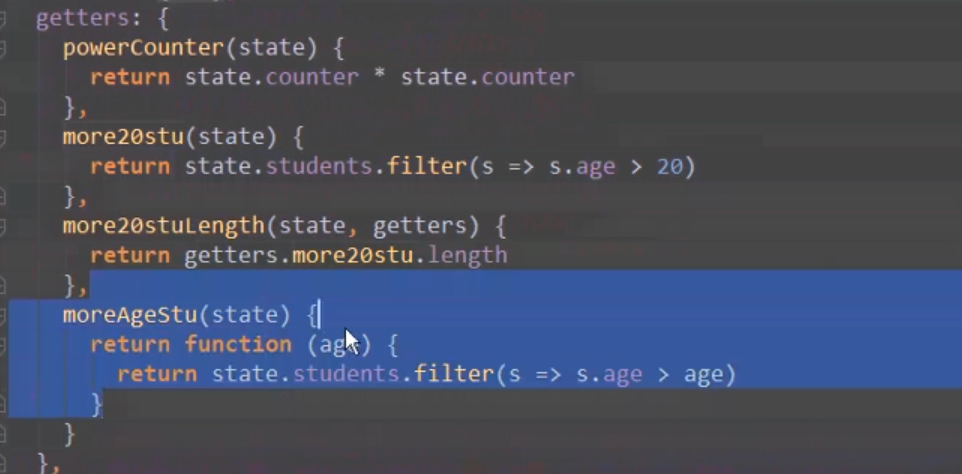 getters: {
powerCounter(state) {
return state.counter * state.counter
},
more20stu(state) {
return state.students.filter(s => s.age > 20)
},
more20stuLength(state, getters) {
return getters.more20stu.length
},
moreAgeStu(state) {
return function (age) {
return state.students.filter(s => s.age > age)
}
}
},